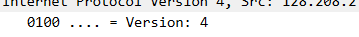 Internet Protocol Version 4, Src: 128.208.2
0100 .... = Version: 4